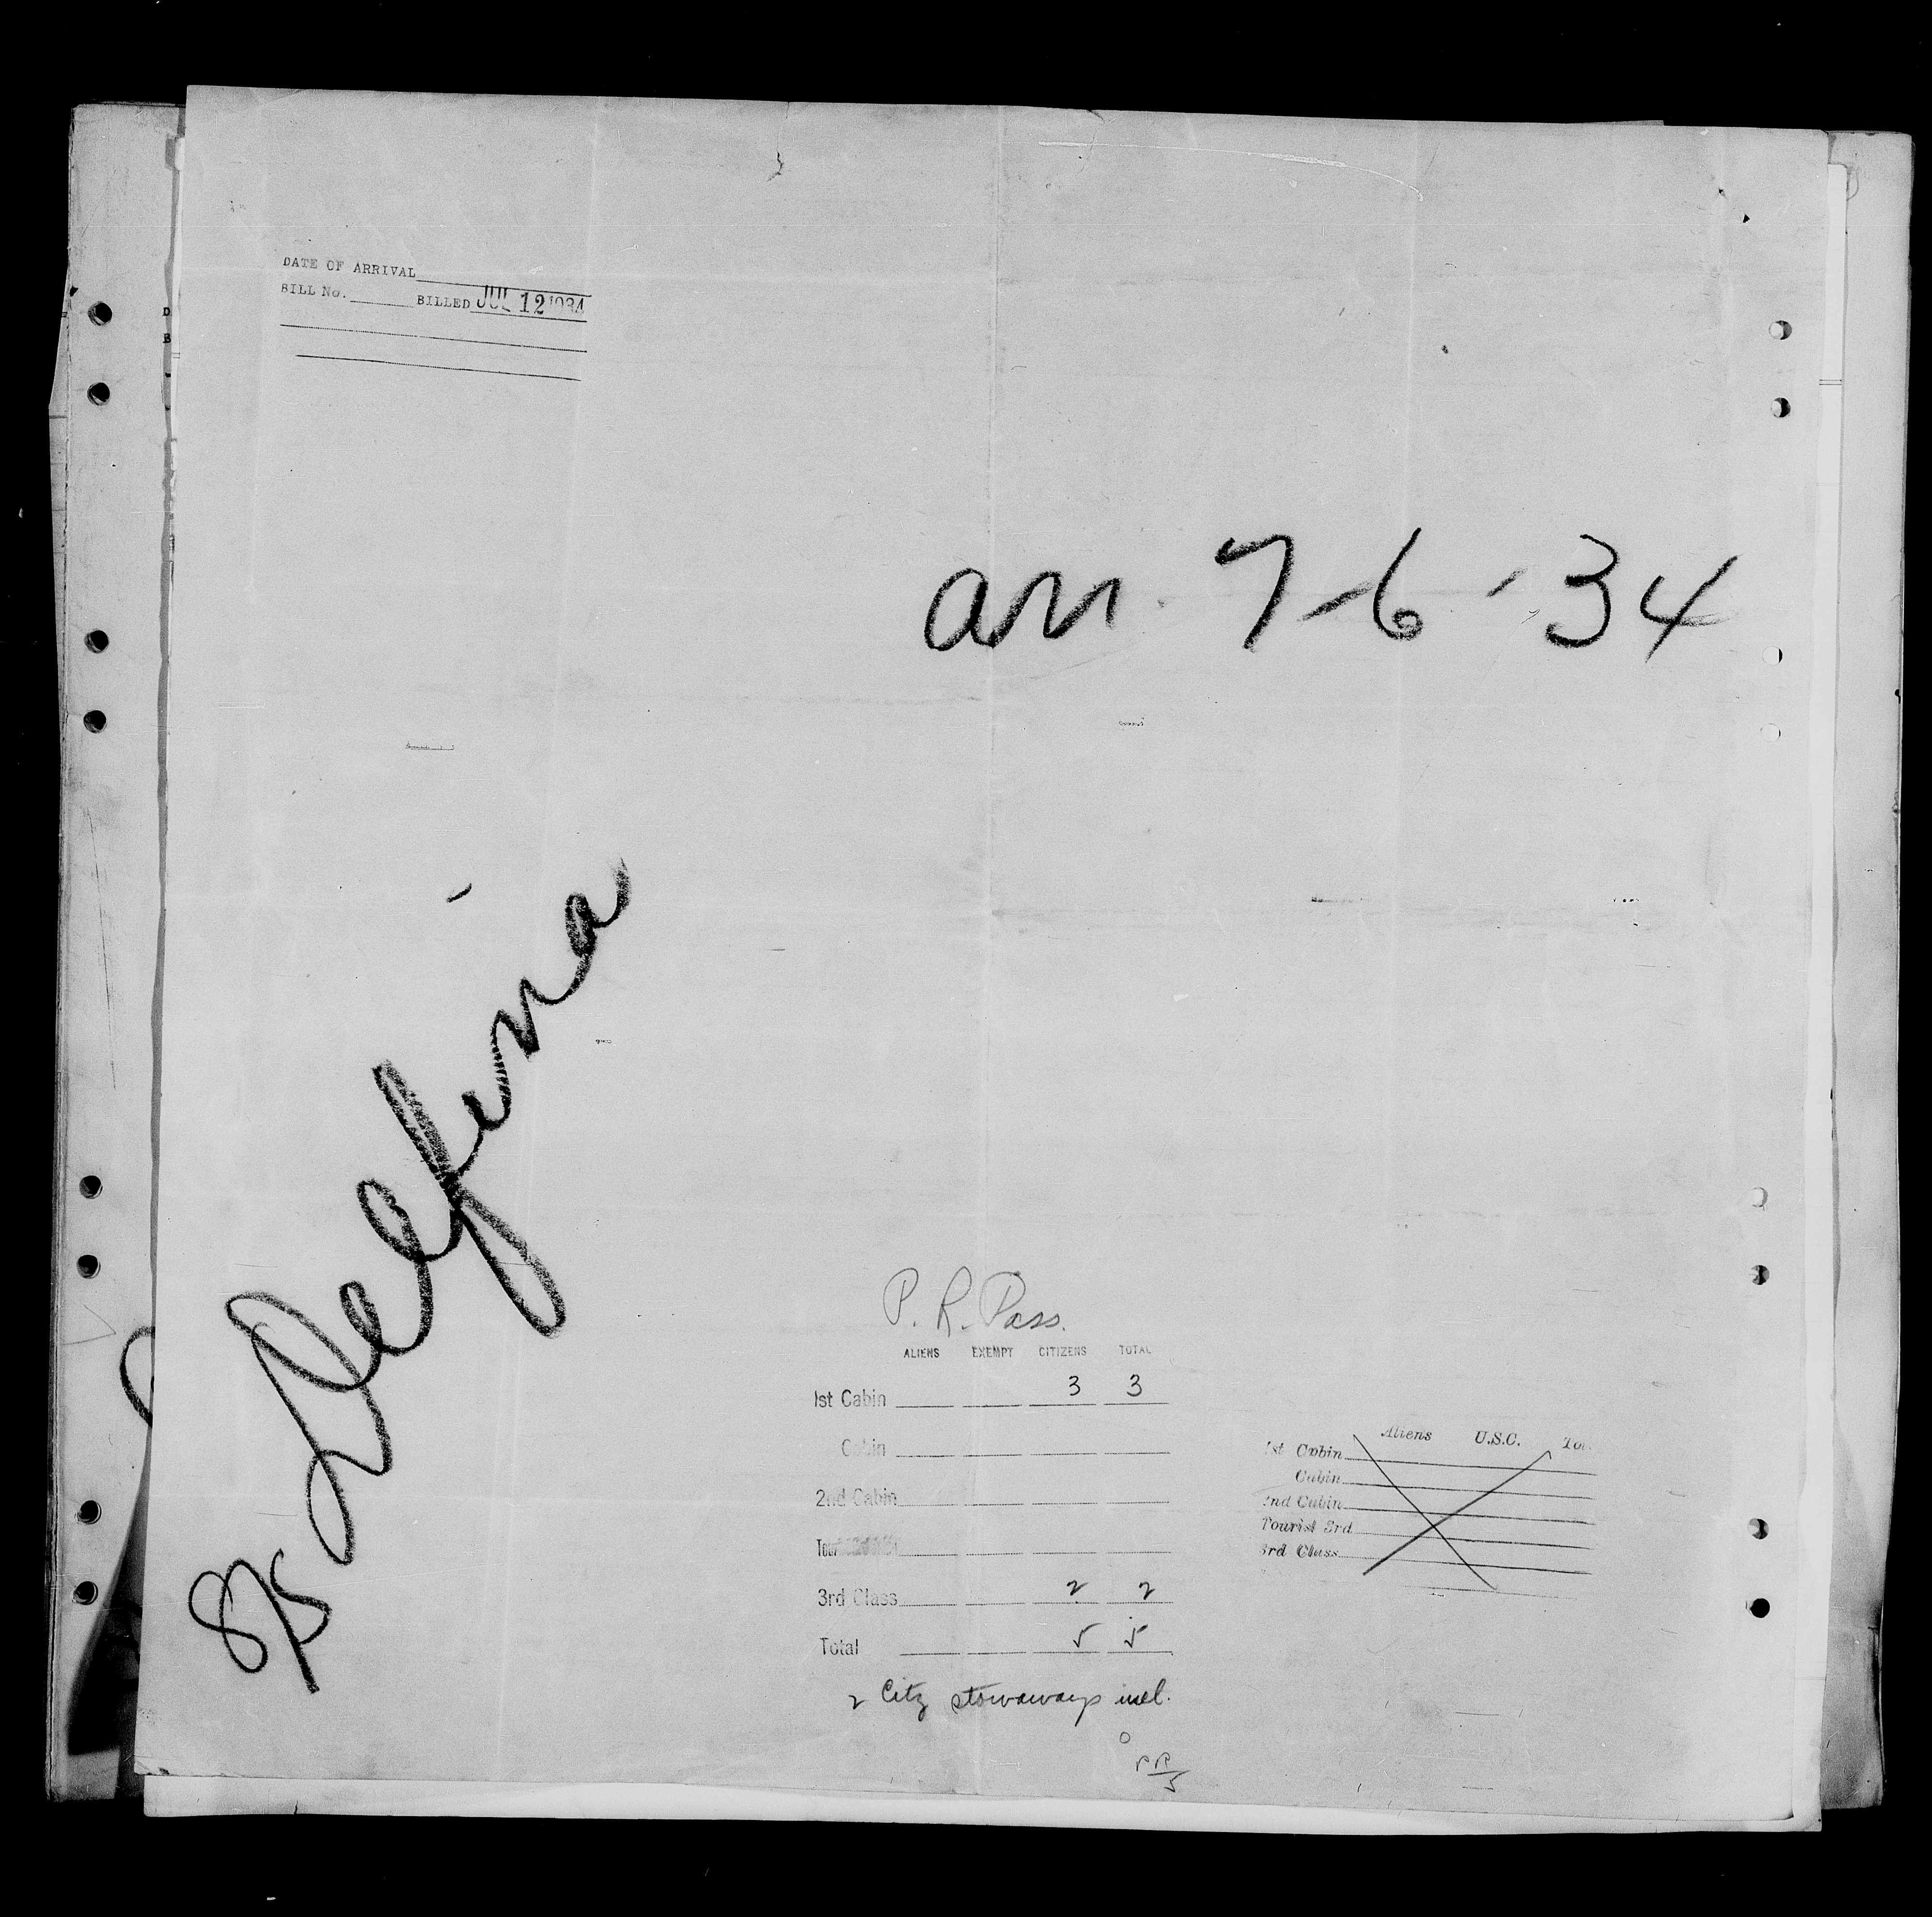 DATE OF ARRIVAL
BILL No. BILLED JUL 12 1934
arr. 7-6-34
S/S Delfina
P. R. Pass.
ALIENS EXEMPT CITIZENS TOTAL
1st Cabin 3 3
Cabin
2nd Cabin
3rd Class 2 2
Total 5 5
2 Citz stowaways incl.
Aliens U.S.C.
1st Cabin
Cabin
2nd Cabin
Tourist 3rd
3rd Class